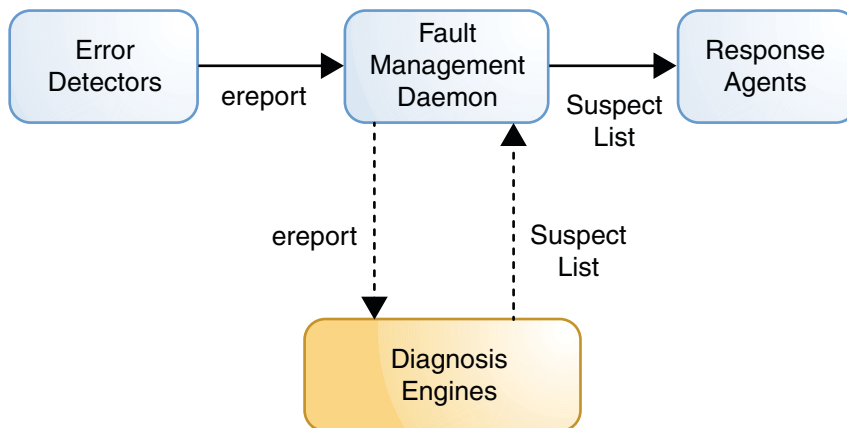 Error
Detectors
ereport
Fault
Management
Daemon
Suspect
List
Response
Agents
ereport
Suspect
List
Diagnosis
Engines